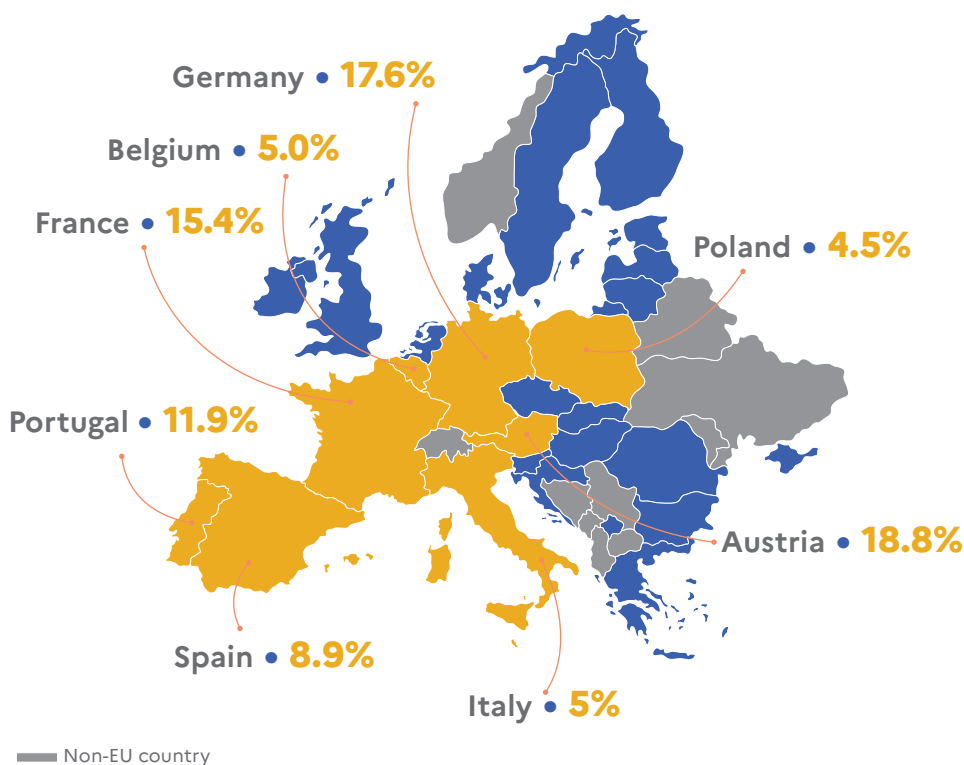 Germany • 17.6%
Belgium • 5.0%
France • 15.4%
Poland • 4.5%
Portugal • 11.9%
Austria • 18.8%
Spain • 8.9%
Italy • 5%
Non-EU country